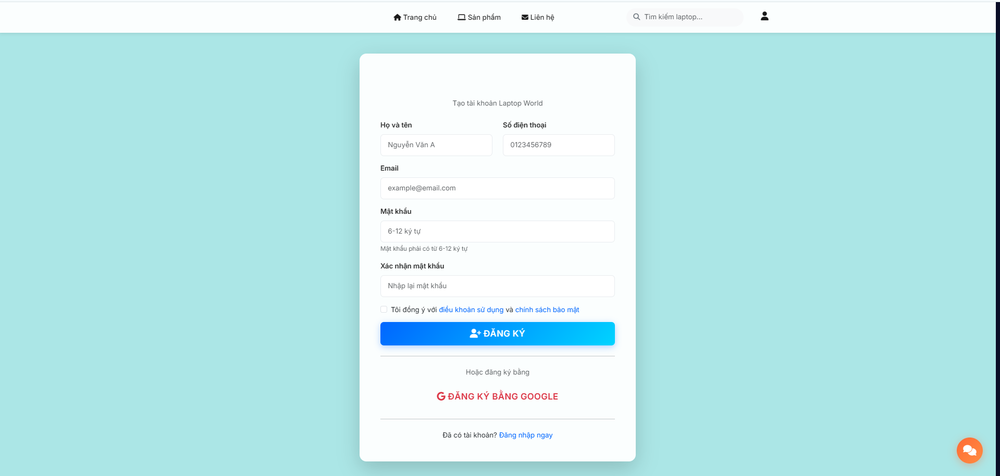 Trang chủ
Sản phẩm
Liên hệ
Tìm kiếm laptop...
Tạo tài khoản Laptop World
Họ và tên
Số điện thoại
Nguyễn Văn A
0123456789
Email
example@email.com
Mật khẩu
6-12 ký tự
Mật khẩu phải có từ 6-12 ký tự
Xác nhận mật khẩu
Nhập lại mật khẩu
Tôi đồng ý với điều khoản sử dụng và chính sách bảo mật
ĐĂNG KÝ
Hoặc đăng ký bằng
ĐĂNG KÝ BẰNG GOOGLE
Đã có tài khoản? Đăng nhập ngay